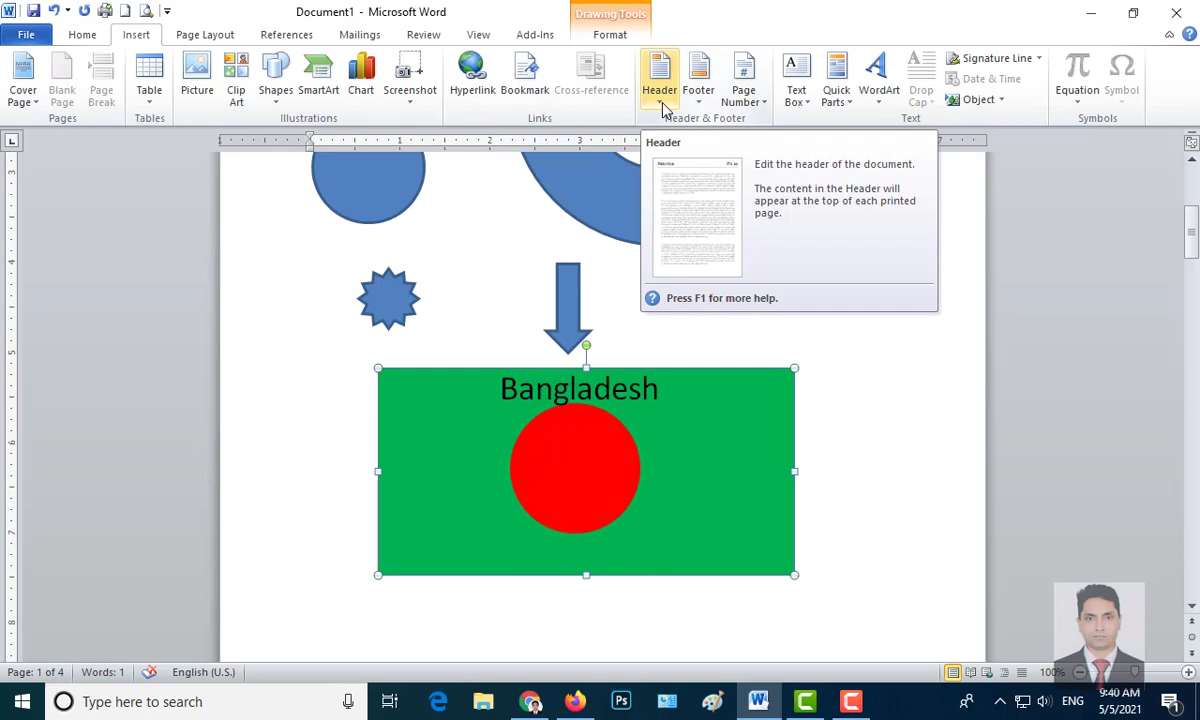 Document1 - Microsoft Word
Drawing Tools
File Home Insert Page Layout References Mailings Review View Add-Ins Format
Cover Page
Blank Page
Page Break
Table
Picture
Clip Art
Shapes
SmartArt
Chart
Screenshot
Hyperlink
Bookmark
Cross-reference
Header
Footer
Page Number
Text Box
Quick Parts
WordArt
Drop Cap
Signature Line
Date & Time
Object
Equation
Symbol
Pages Tables Illustrations Links Header & Footer Text Symbols
Header
Edit the header of the document.
The content in the Header will
appear at the top of each printed
page.
Press F1 for more help.
Bangladesh
Page: 1 of 4 Words: 1 English (U.S.) 100%
Type here to search
ENG
9:40 AM
5/5/2021